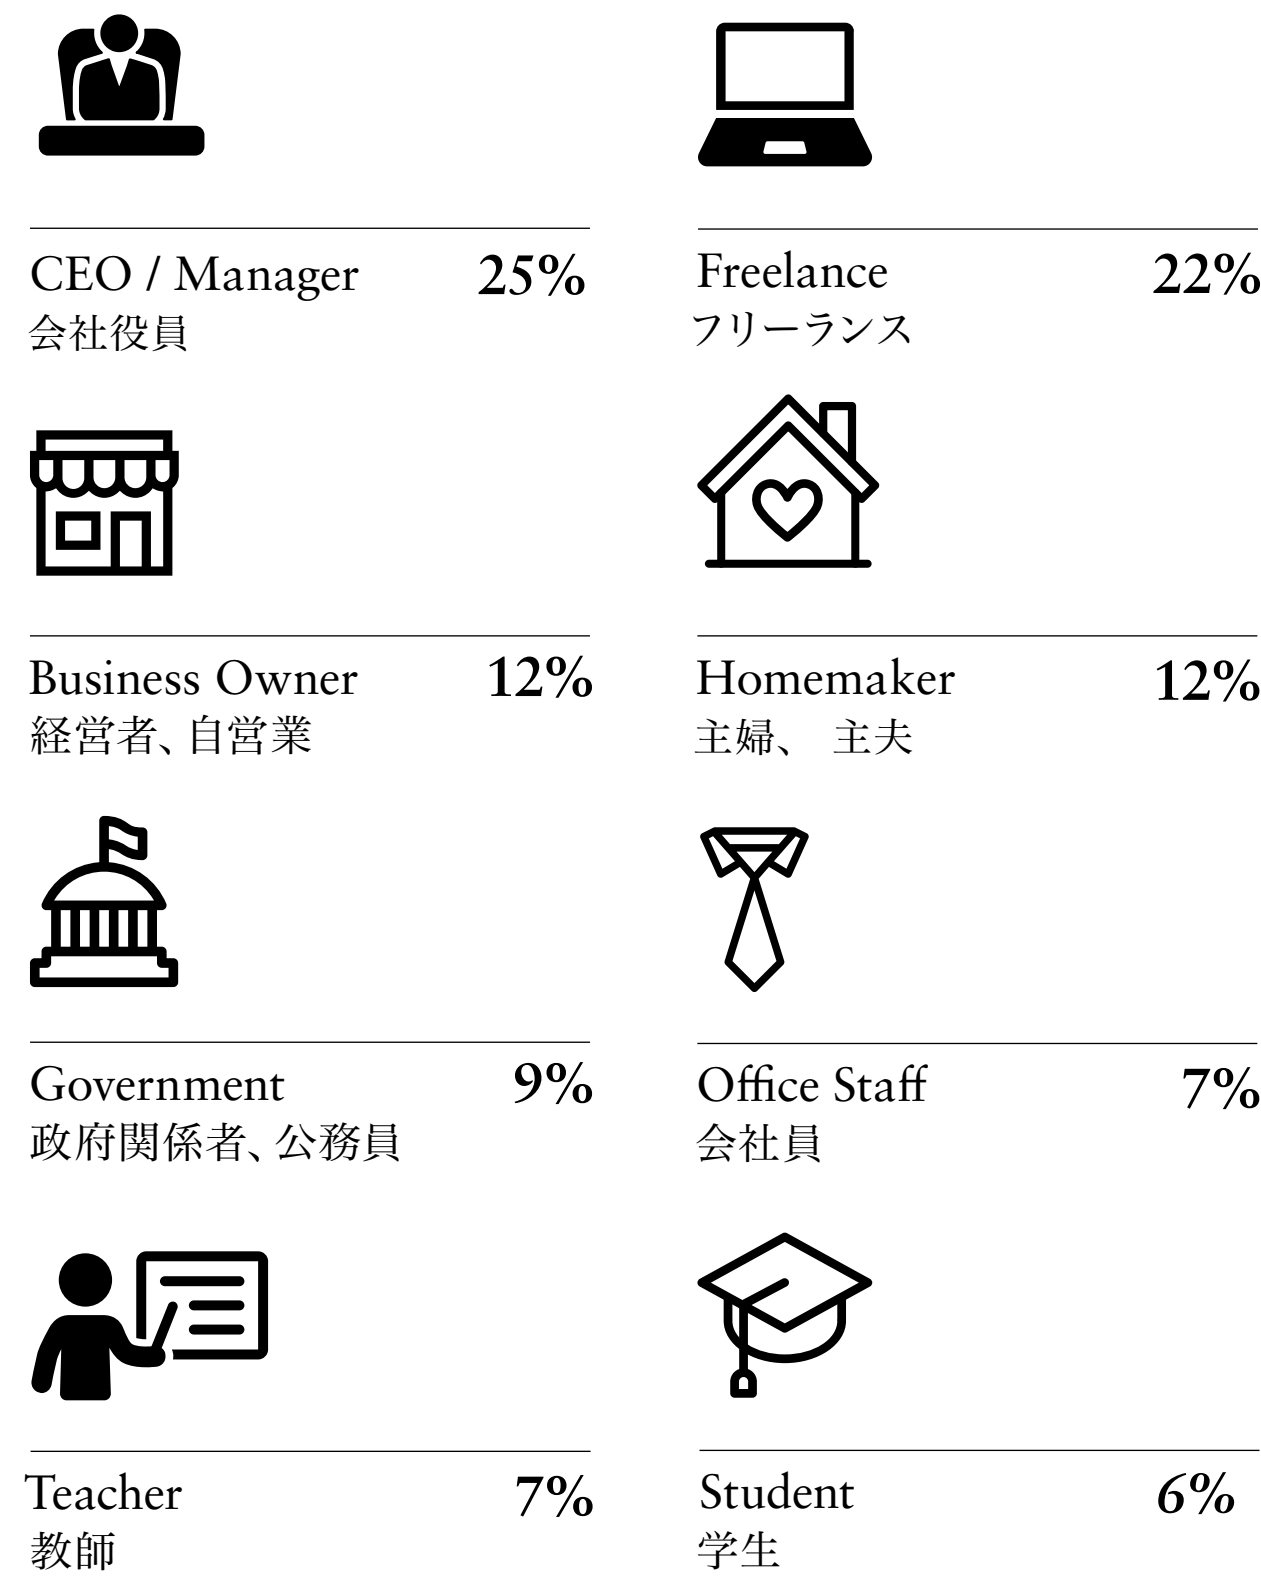 CEO / Manager 25%
会社役員
Freelance 22%
フリーランス
Business Owner 12%
経営者、自営業
Homemaker 12%
主婦、 主夫
Government 9%
政府関係者、公務員
Office Staff 7%
会社員
Teacher 7%
教師
Student 6%
学生